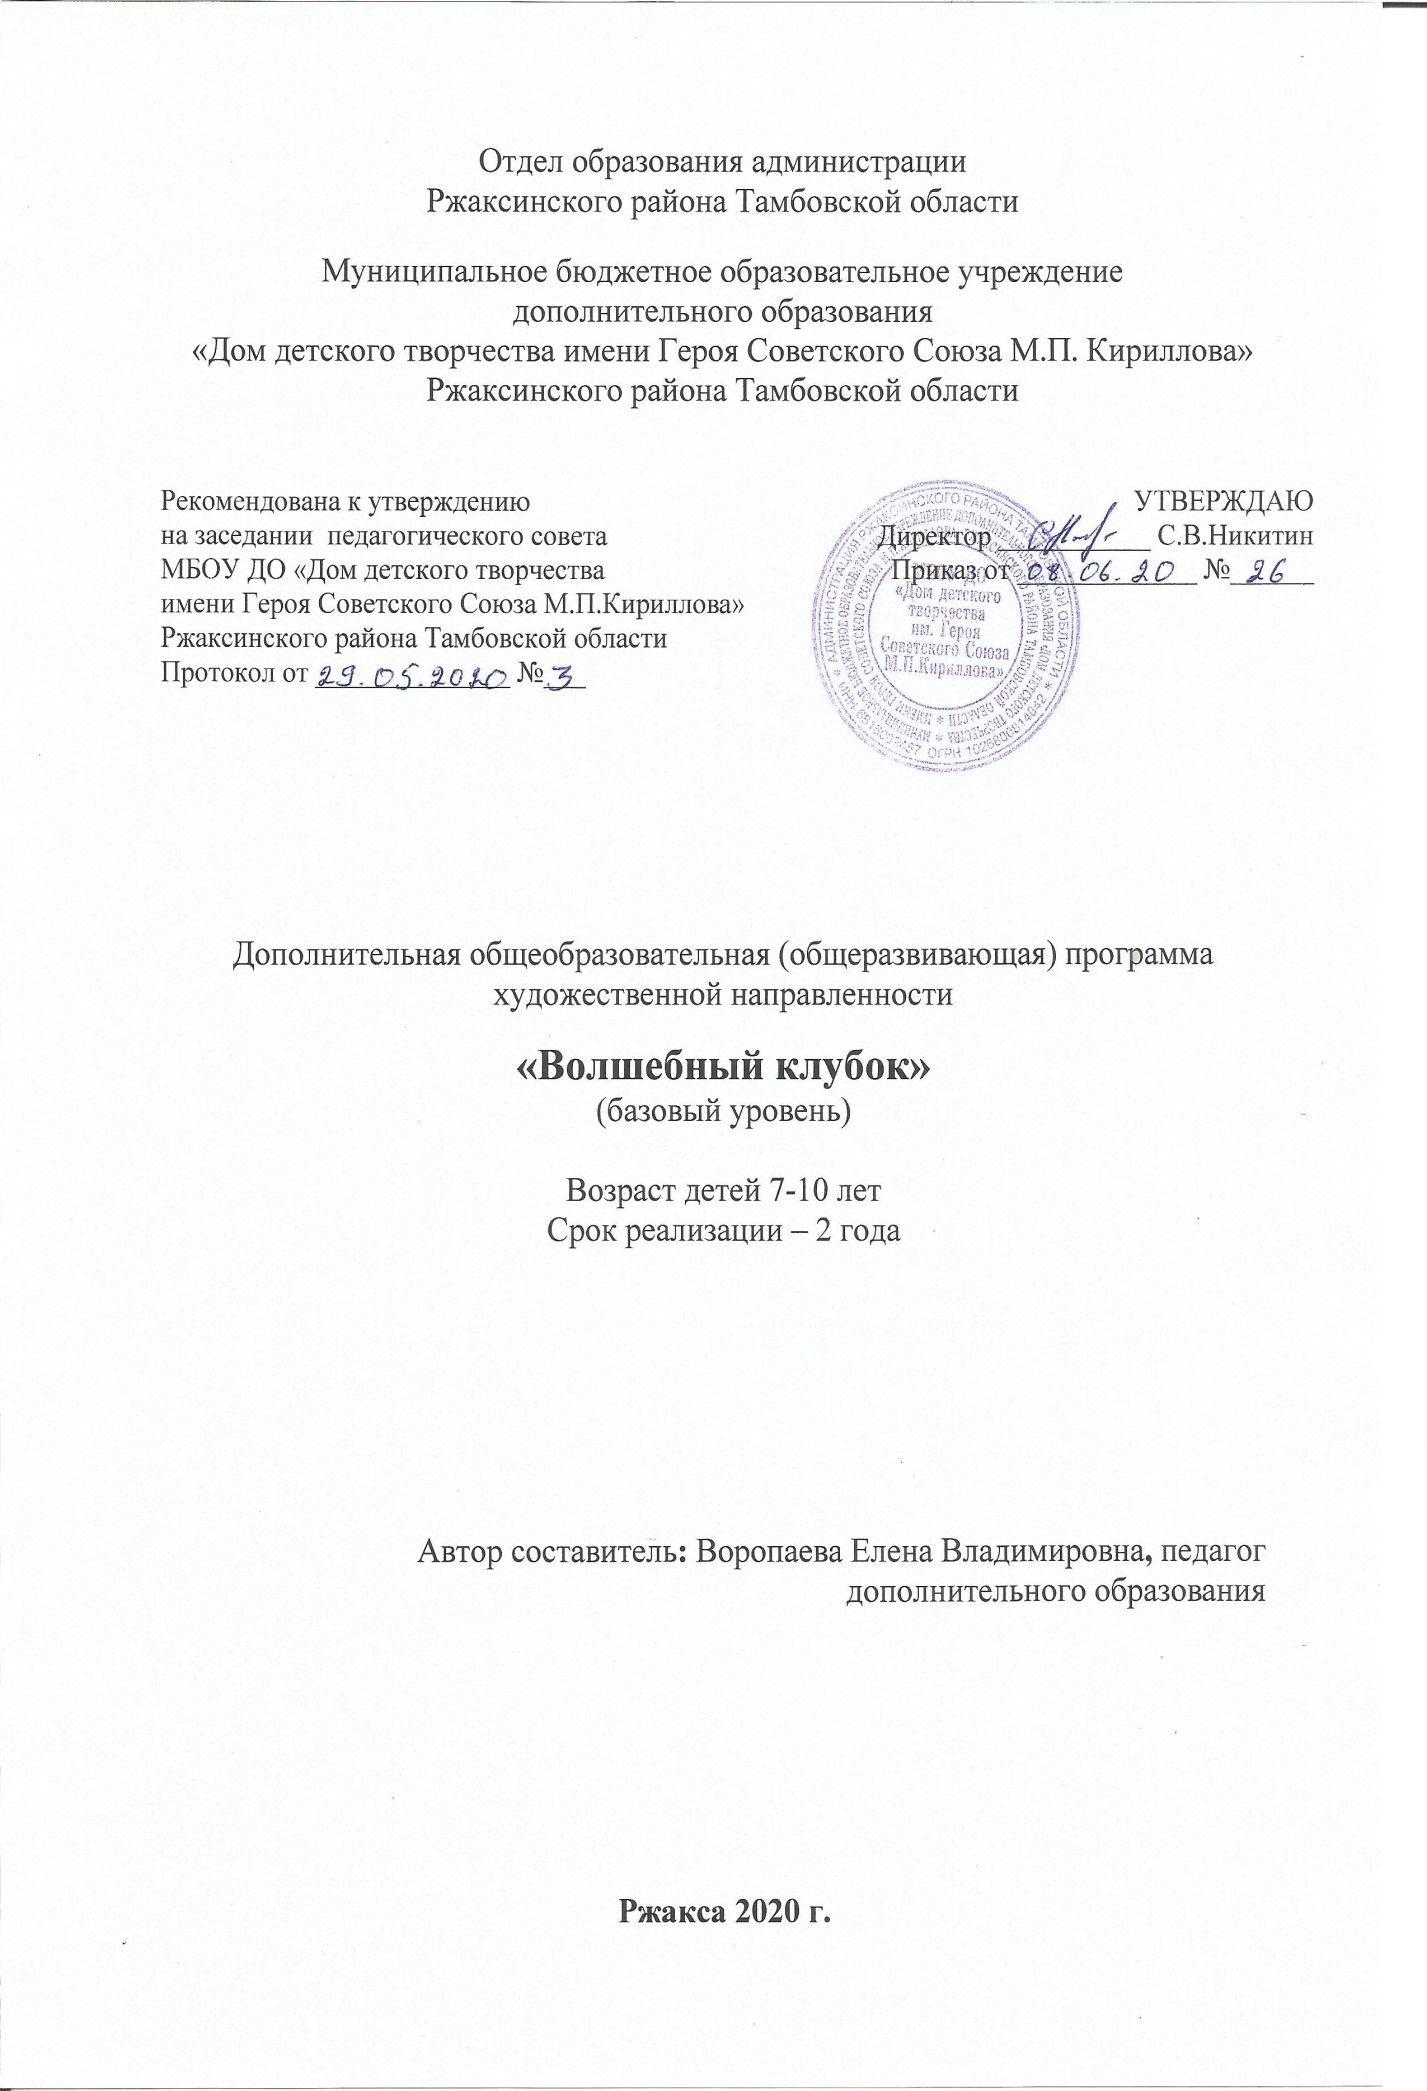 Отдел образования администрации
Ржаксинского района Тамбовской области
Муниципальное бюджетное образовательное учреждение
дополнительного образования
«Дом детского творчества имени Героя Советского Союза М.П. Кириллова»
Ржаксинского района Тамбовской области
Рекомендована к утверждению
на заседании педагогического совета
МБОУ ДО «Дом детского творчества
имени Героя Советского Союза М.П.Кириллова»
Ржаксинского района Тамбовской области
Протокол от 29.05.2020 № 3
УТВЕРЖДАЮ
Директор ____________ С.В.Никитин
Приказ от 08.06.20 № 26
«Дом детского
творчества
им. Героя
Советского Союза
М.П.Кириллова»
Дополнительная общеобразовательная (общеразвивающая) программа
художественной направленности
«Волшебный клубок»
(базовый уровень)
Возраст детей 7-10 лет
Срок реализации – 2 года
Автор составитель: Воропаева Елена Владимировна, педагог
дополнительного образования
Ржакса 2020 г.